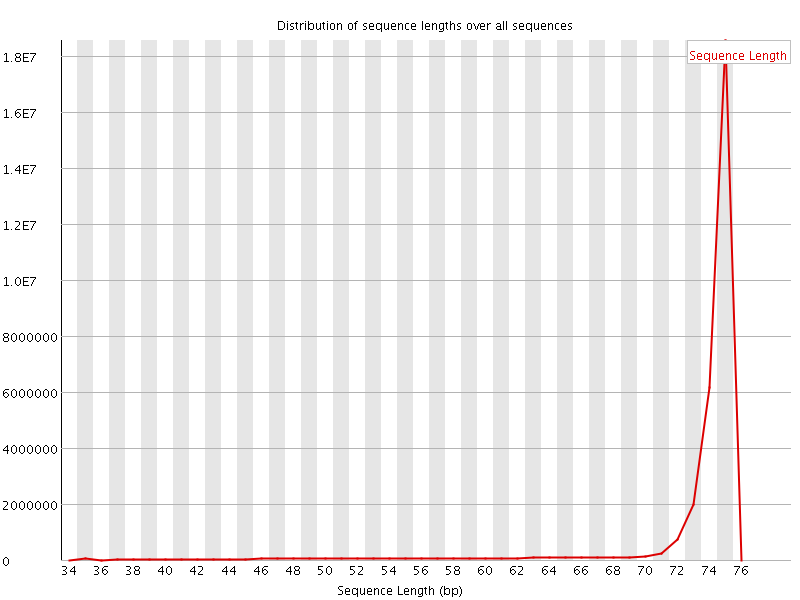 Distribution of sequence lengths over all sequences
Sequence Length
1.8E7
1.6E7
1.4E7
1.2E7
1.0E7
8000000
6000000
4000000
2000000
0
34 36 38 40 42 44 46 48 50 52 54 56 58 60 62 64 66 68 70 72 74 76
Sequence Length (bp)